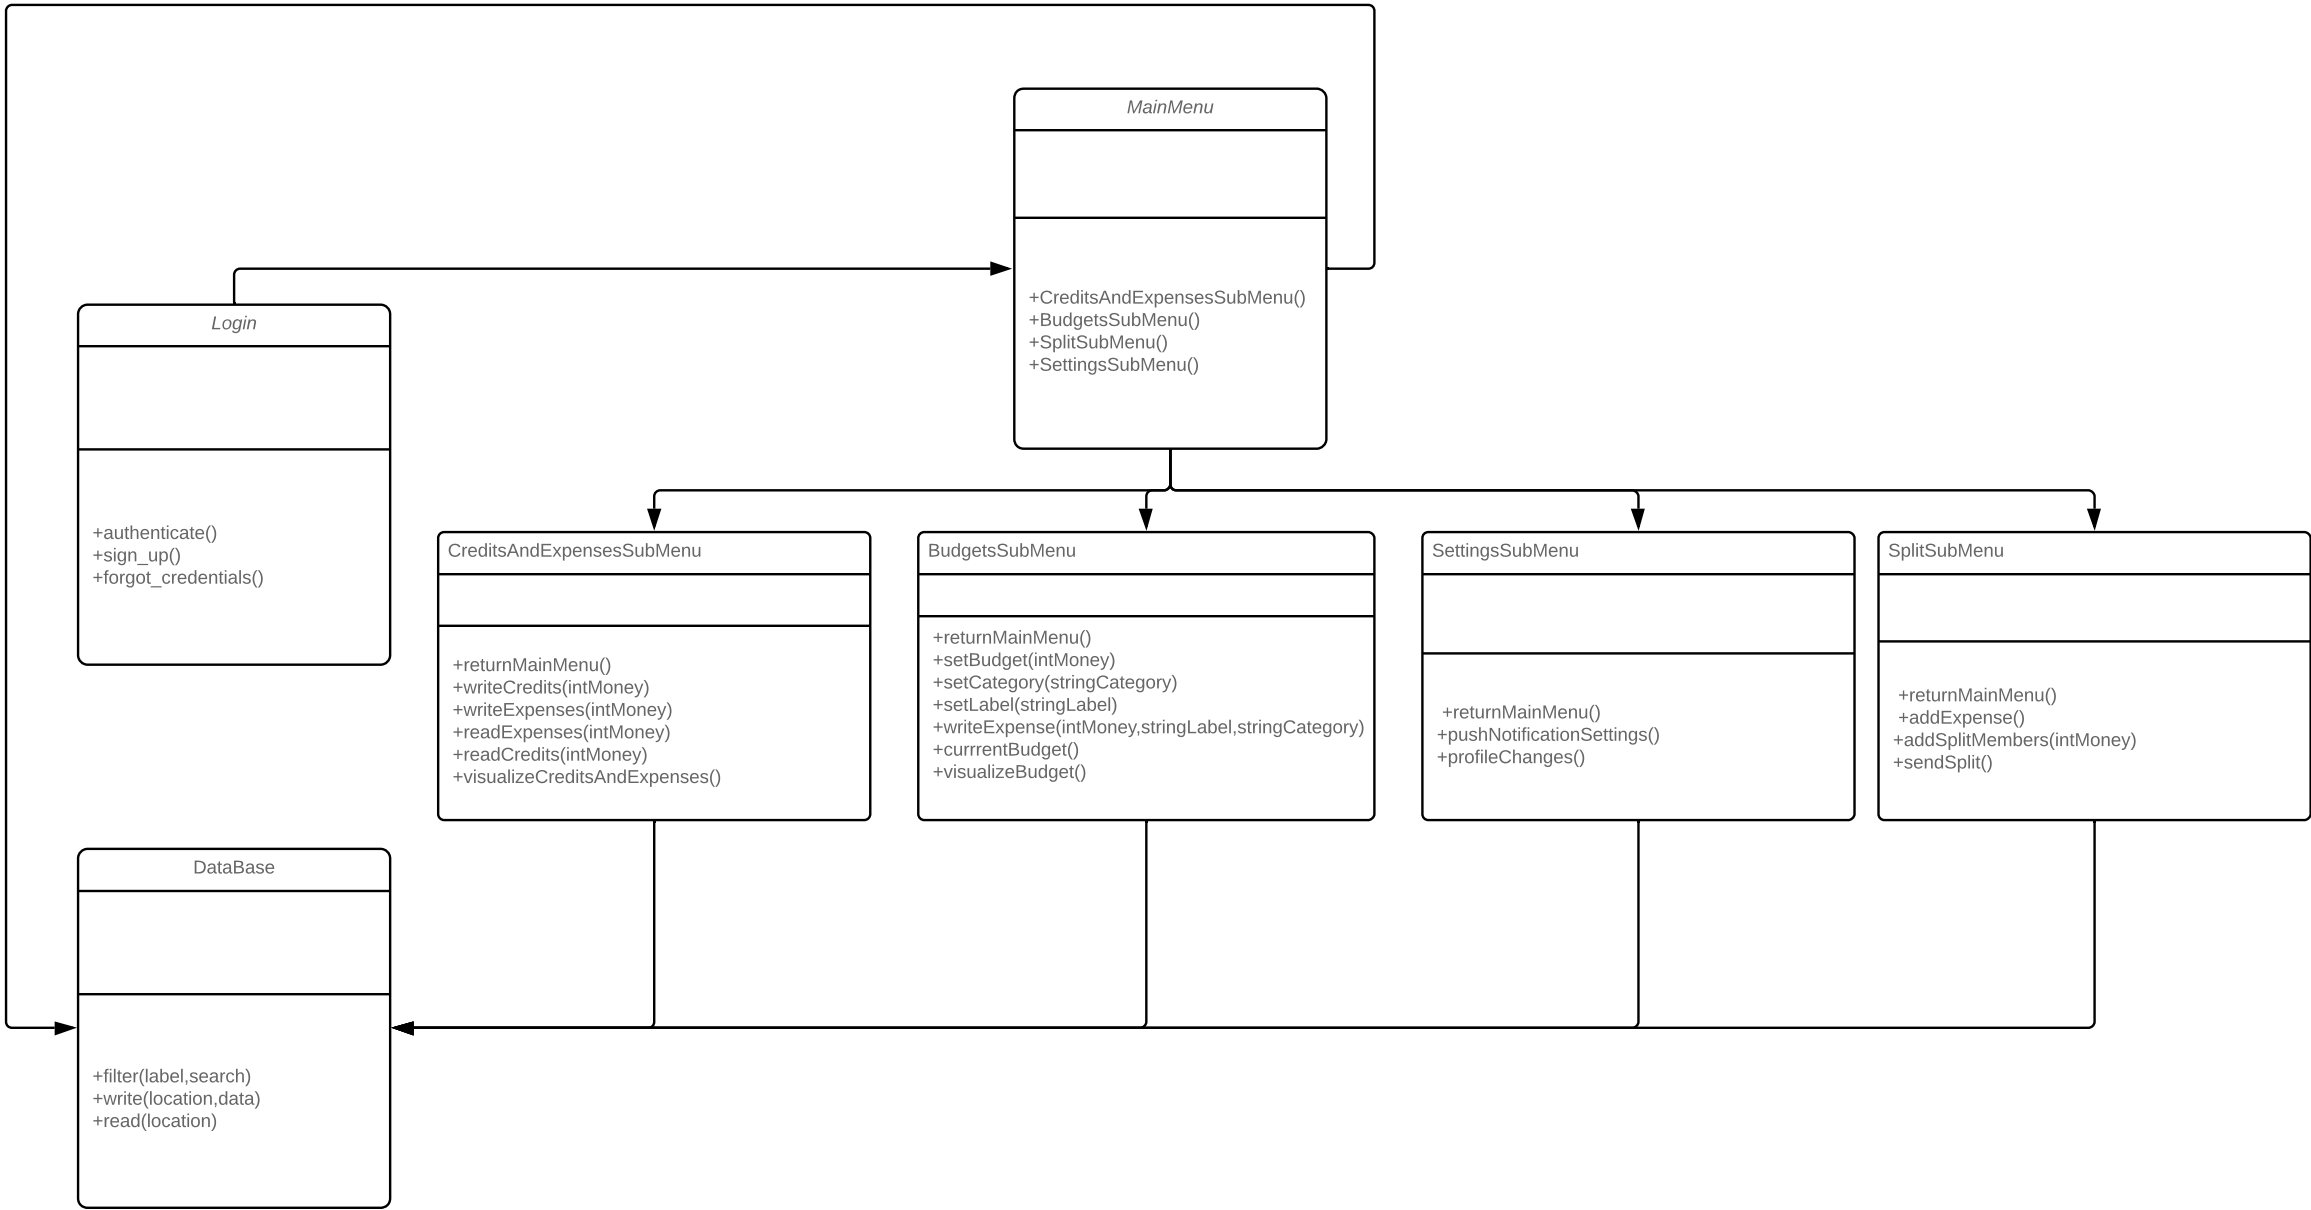 MainMenu
+CreditsAndExpensesSubMenu()
+BudgetsSubMenu()
+SplitSubMenu()
+SettingsSubMenu()
Login
+authenticate()
+sign_up()
+forgot_credentials()
CreditsAndExpensesSubMenu
+returnMainMenu()
+writeCredits(intMoney)
+writeExpenses(intMoney)
+readExpenses(intMoney)
+readCredits(intMoney)
+visualizeCreditsAndExpenses()
BudgetsSubMenu
+returnMainMenu()
+setBudget(intMoney)
+setCategory(stringCategory)
+setLabel(stringLabel)
+writeExpense(intMoney,stringLabel,stringCategory)
+currrentBudget()
+visualizeBudget()
SettingsSubMenu
+returnMainMenu()
+pushNotificationSettings()
+profileChanges()
SplitSubMenu
+returnMainMenu()
+addExpense()
+addSplitMembers(intMoney)
+sendSplit()
DataBase
+filter(label,search)
+write(location,data)
+read(location)